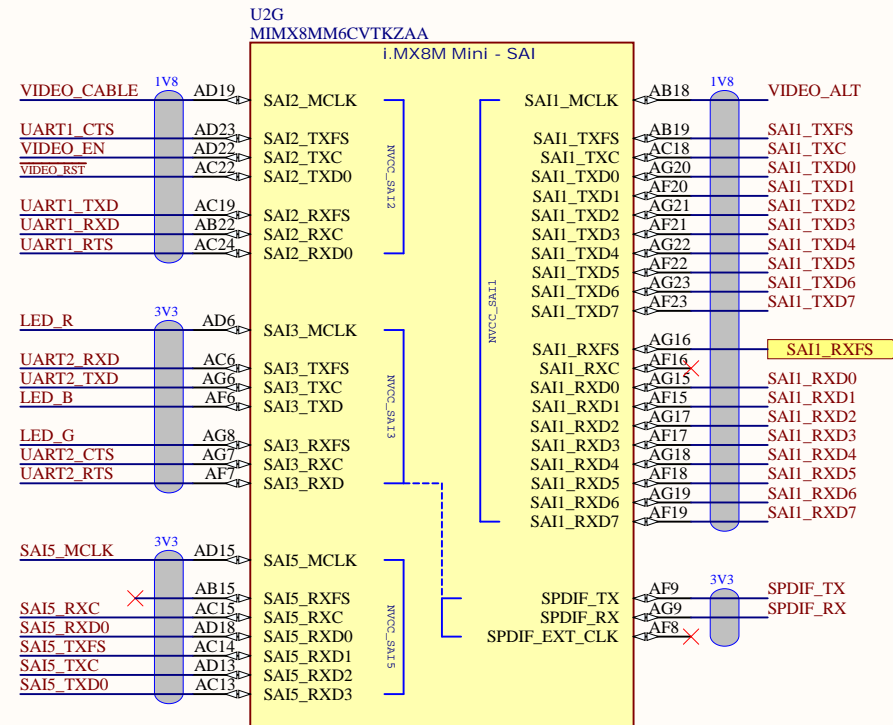 U2G
MIMX8MM6CVTKZAA
i.MX8M Mini - SAI
1V8
VIDEO_CABLE AD19 SAI2_MCLK
UART1_CTS AD23 SAI2_TXFS
VIDEO_EN AD22 SAI2_TXC
VIDEO_RST AC22 SAI2_TXD0
UART1_TXD AC19 SAI2_RXFS
UART1_RXD AB22 SAI2_RXC
UART1_RTS AC24 SAI2_RXD0
NVCC_SAI2
3V3
LED_R AD6 SAI3_MCLK
UART2_RXD AC6 SAI3_TXFS
UART2_TXD AG6 SAI3_TXC
LED_B AF6 SAI3_TXD
LED_G AG8 SAI3_RXFS
UART2_CTS AG7 SAI3_RXC
UART2_RTS AF7 SAI3_RXD
NVCC_SAI3
3V3
SAI5_MCLK AD15 SAI5_MCLK
AB15 SAI5_RXFS
SAI5_RXC AC15 SAI5_RXC
SAI5_RXD0 AD18 SAI5_RXD0
SAI5_TXFS AC14 SAI5_RXD1
SAI5_TXC AD13 SAI5_RXD2
SAI5_TXD0 AC13 SAI5_RXD3
NVCC_SAI5
1V8
SAI1_MCLK AB18 VIDEO_ALT
SAI1_TXFS AB19 SAI1_TXFS
SAI1_TXC AC18 SAI1_TXC
SAI1_TXD0 AG20 SAI1_TXD0
SAI1_TXD1 AF20 SAI1_TXD1
SAI1_TXD2 AG21 SAI1_TXD2
SAI1_TXD3 AF21 SAI1_TXD3
SAI1_TXD4 AG22 SAI1_TXD4
SAI1_TXD5 AF22 SAI1_TXD5
SAI1_TXD6 AG23 SAI1_TXD6
SAI1_TXD7 AF23 SAI1_TXD7
NVCC_SAI1
SAI1_RXFS AG16 SAI1_RXFS
SAI1_RXC AF16
SAI1_RXD0 AG15 SAI1_RXD0
SAI1_RXD1 AF15 SAI1_RXD1
SAI1_RXD2 AG17 SAI1_RXD2
SAI1_RXD3 AF17 SAI1_RXD3
SAI1_RXD4 AG18 SAI1_RXD4
SAI1_RXD5 AF18 SAI1_RXD5
SAI1_RXD6 AG19 SAI1_RXD6
SAI1_RXD7 AF19 SAI1_RXD7
3V3
SPDIF_TX AF9 SPDIF_TX
SPDIF_RX AG9 SPDIF_RX
SPDIF_EXT_CLK AF8